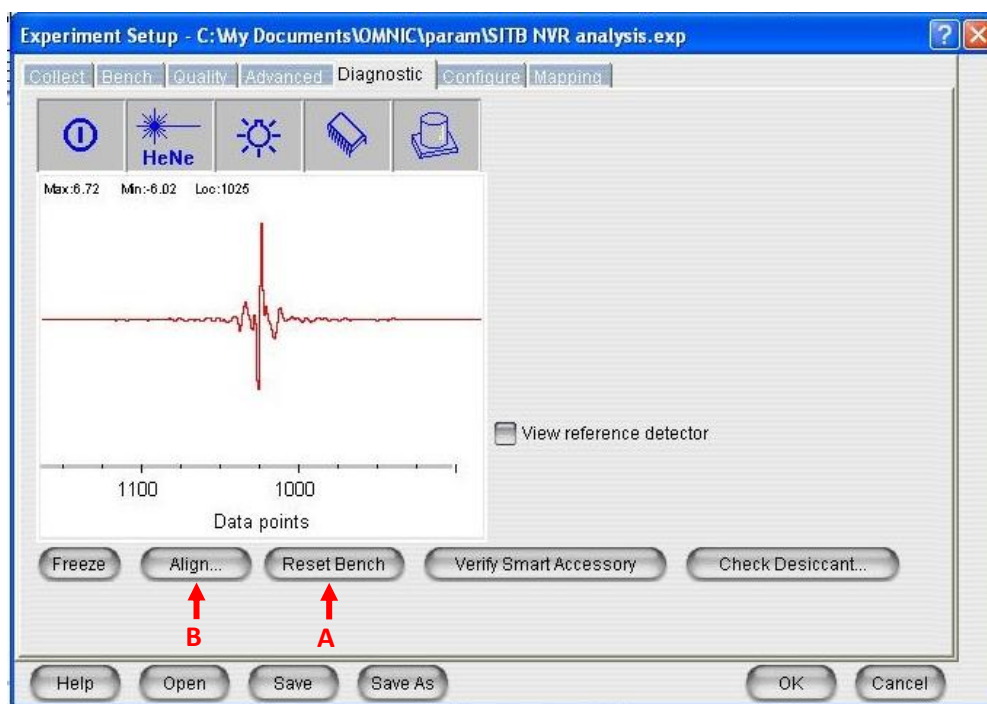 Experiment Setup - C:\My Documents\OMNIC\param\SITB NVR analysis.exp
Collect Bench Quality Advanced Diagnostic Configure Mapping
HeNe
Max:6.72 Min:-6.02 Loc:1025
View reference detector
1100 1000
Data points
Freeze Align... Reset Bench Verify Smart Accessory Check Desiccant...
B A
Help Open Save Save As OK Cancel